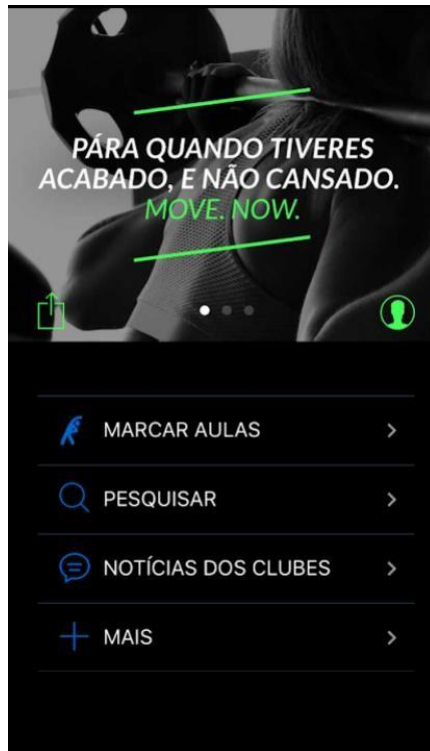 PÁRA QUANDO TIVERES
ACABADO, E NÃO CANSADO.
MOVE. NOW.
MARCAR AULAS
PESQUISAR
NOTÍCIAS DOS CLUBES
MAIS